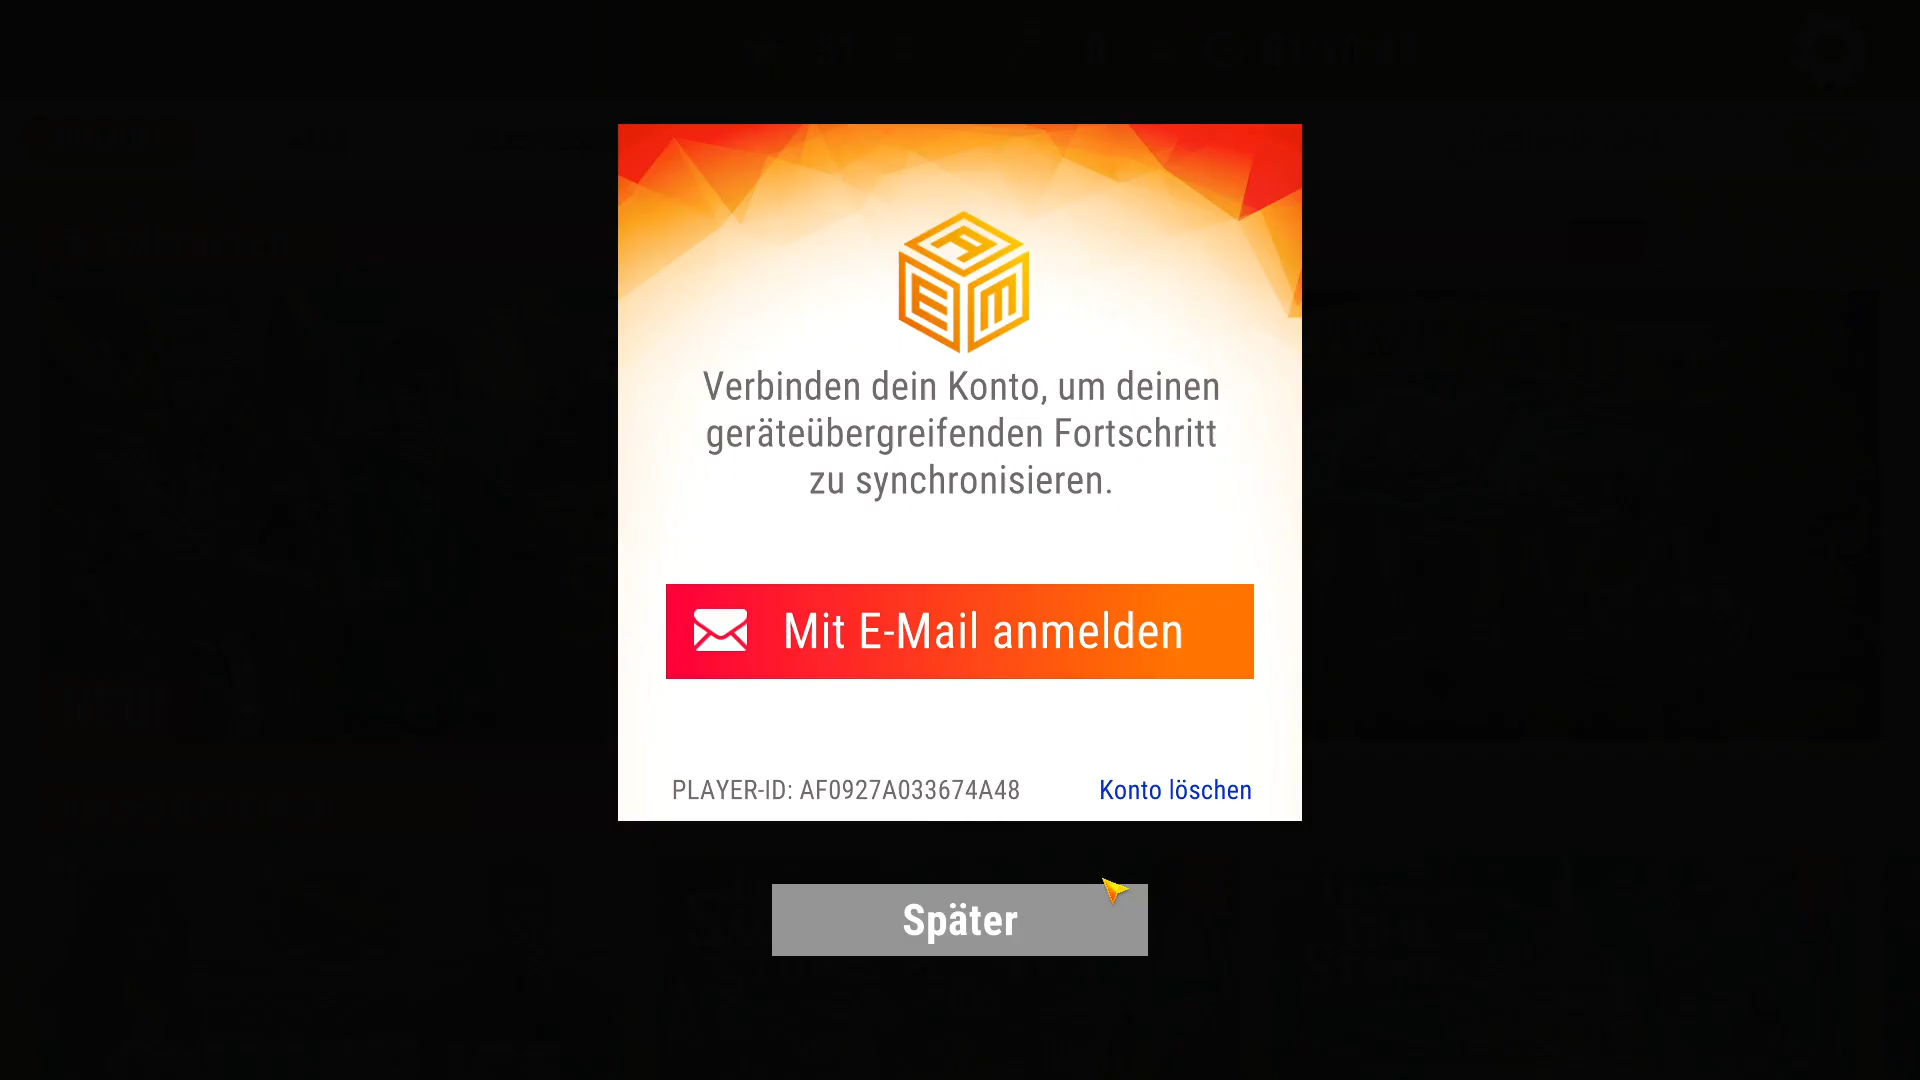 A
E M
Verbinden dein Konto, um deinen
geräteübergreifenden Fortschritt
zu synchronisieren.
Mit E-Mail anmelden
PLAYER-ID: AF0927A033674A48
Konto löschen
Später